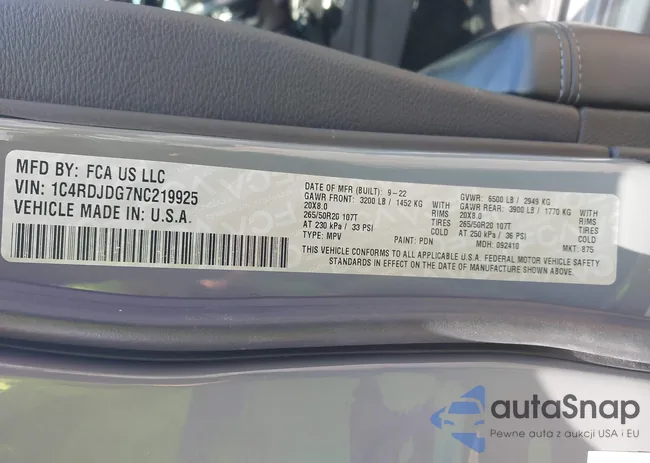 MFD BY: FCA US LLC
VIN: 1C4RDJDG7NC219925
VEHICLE MADE IN: U.S.A.
DATE OF MFR (BUILT): 9-22
GVWR: 6500 LB / 2949 KG
GAWR FRONT: 3200 LB / 1452 KG
GAWR REAR: 3900 LB / 1770 KG
20X8.0 RIMS
20X8.0 RIMS
265/50R20 107T TIRES
265/50R20 107T TIRES
AT 230 kPa / 33 PSI COLD
AT 250 kPa / 36 PSI COLD
TYPE: MPV PAINT: PDN MDH: 092410 MKT: 875
THIS VEHICLE CONFORMS TO ALL APPLICABLE U.S.A. FEDERAL MOTOR VEHICLE SAFETY
STANDARDS IN EFFECT ON THE DATE OF MANUFACTURE SHOWN ABOVE.
autaSnap
Pewne auta z aukcji USA i EU